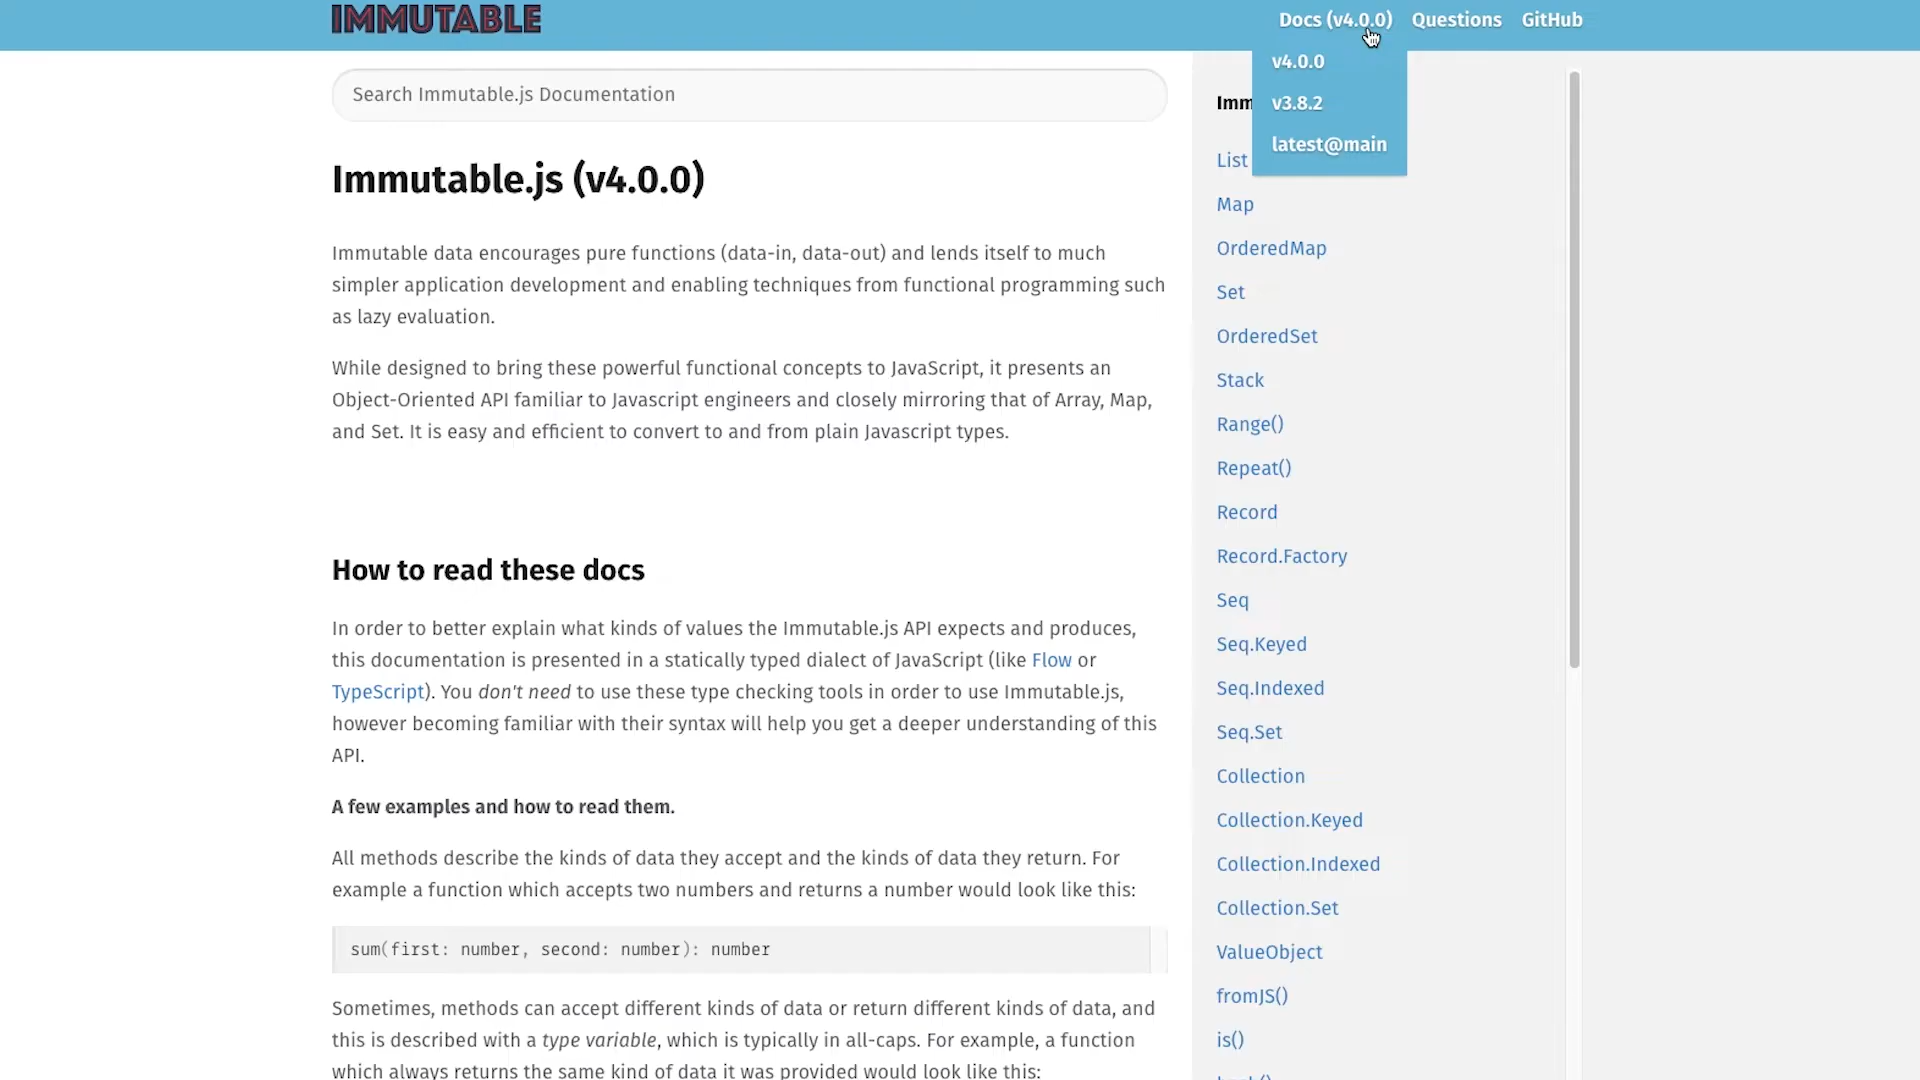 IMMUTABLE
Docs (v4.0.0) Questions GitHub
v4.0.0
v3.8.2
latest@main
Search Immutable.js Documentation
Immutable.js (v4.0.0)
Immutable data encourages pure functions (data-in, data-out) and lends itself to much
simpler application development and enabling techniques from functional programming such
as lazy evaluation.
While designed to bring these powerful functional concepts to JavaScript, it presents an
Object-Oriented API familiar to Javascript engineers and closely mirroring that of Array, Map,
and Set. It is easy and efficient to convert to and from plain Javascript types.
How to read these docs
In order to better explain what kinds of values the Immutable.js API expects and produces,
this documentation is presented in a statically typed dialect of JavaScript (like Flow or
TypeScript). You don't need to use these type checking tools in order to use Immutable.js,
however becoming familiar with their syntax will help you get a deeper understanding of this
API.
A few examples and how to read them.
All methods describe the kinds of data they accept and the kinds of data they return. For
example a function which accepts two numbers and returns a number would look like this:
sum(first: number, second: number): number
Sometimes, methods can accept different kinds of data or return different kinds of data, and
this is described with a type variable, which is typically in all-caps. For example, a function
which always returns the same kind of data it was provided would look like this:
Imm
List
Map
OrderedMap
Set
OrderedSet
Stack
Range()
Repeat()
Record
Record.Factory
Seq
Seq.Keyed
Seq.Indexed
Seq.Set
Collection
Collection.Keyed
Collection.Indexed
Collection.Set
ValueObject
fromJS()
is()